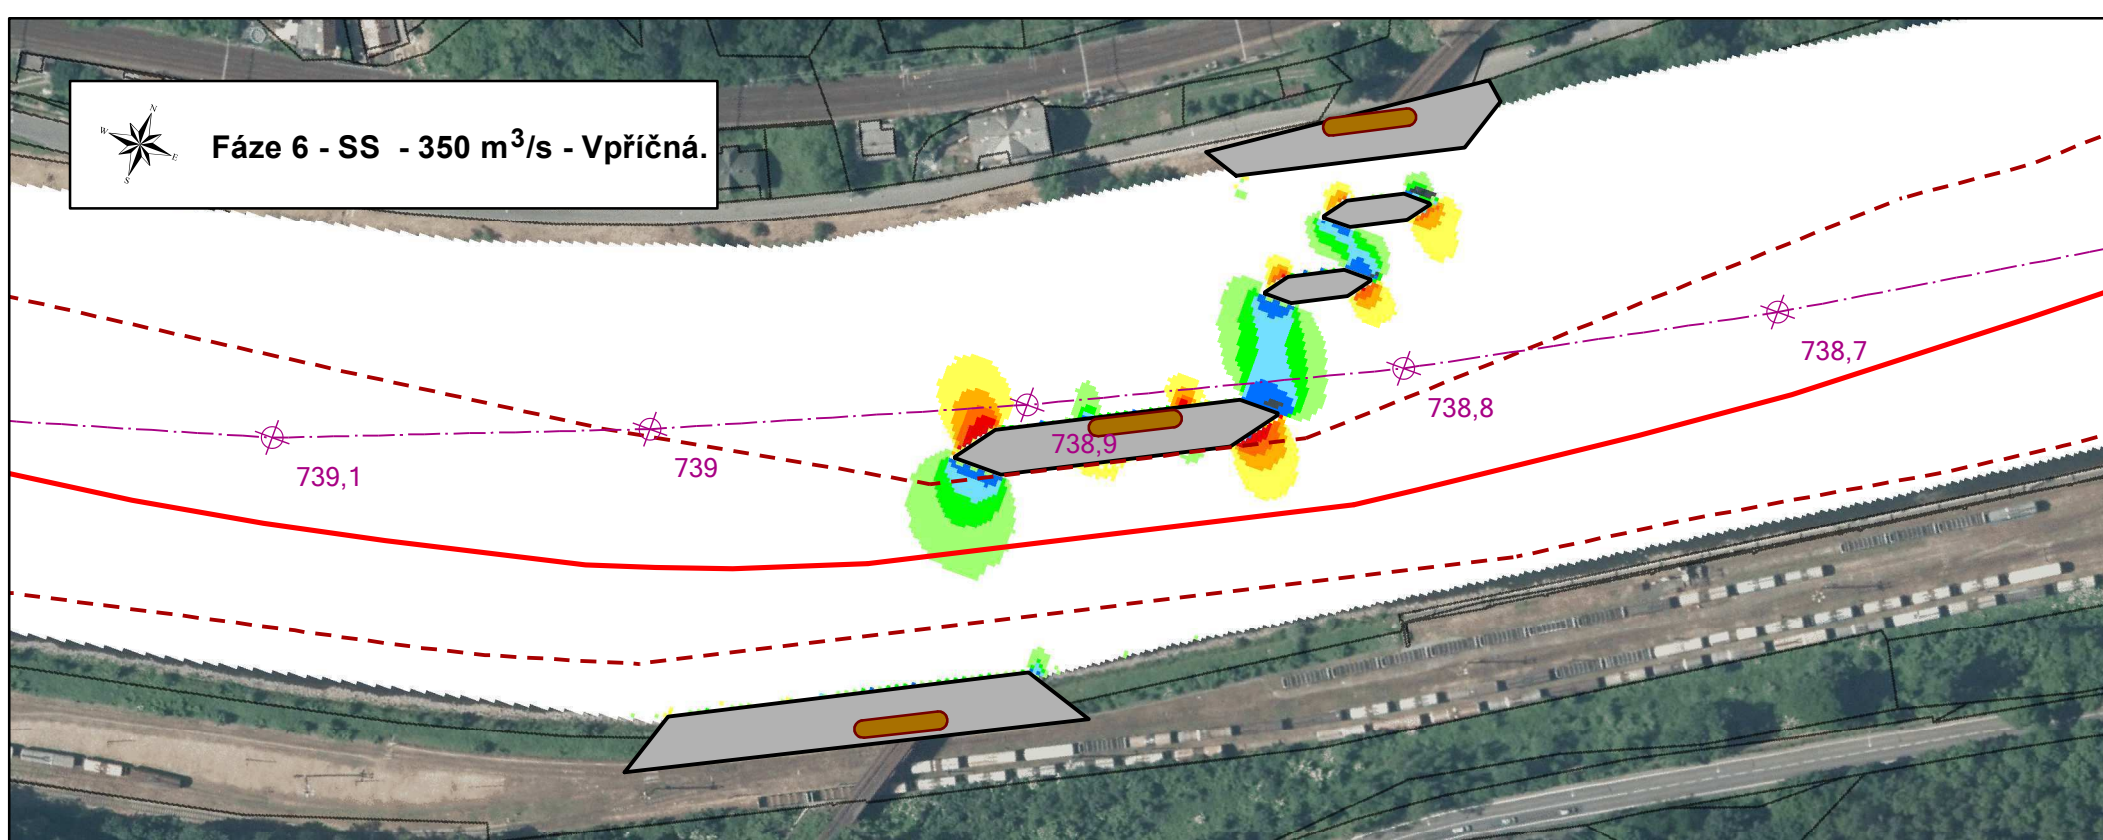 N
W
E
S
Fáze 6 - SS - 350 m³/s - Vpříčná.
738,7
738,8
738,9
739
739,1